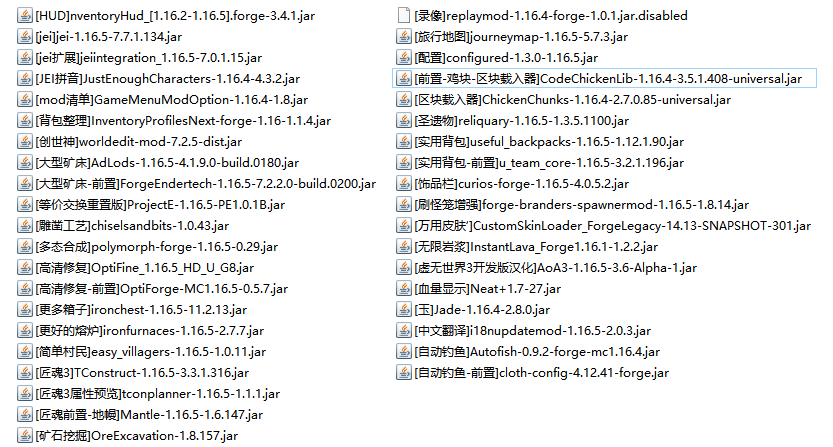 [HUD]nventoryHud_[1.16.2-1.16.5].forge-3.4.1.jar
[jei]jei-1.16.5-7.7.1.134.jar
[jei扩展]jeiintegration_1.16.5-7.0.1.15.jar
[JEI拼音]JustEnoughCharacters-1.16.4-4.3.2.jar
[mod清单]GameMenuModOption-1.16.4-1.8.jar
[背包整理]InventoryProfilesNext-forge-1.16-1.1.4.jar
[创世神]worldedit-mod-7.2.5-dist.jar
[大型矿床]AdLods-1.16.5-4.1.9.0-build.0180.jar
[大型矿床-前置]ForgeEndertech-1.16.5-7.2.2.0-build.0200.jar
[等价交换重置版]ProjectE-1.16.5-PE1.0.1B.jar
[雕凿工艺]chiselsandbits-1.0.43.jar
[多态合成]polymorph-forge-1.16.5-0.29.jar
[高清修复]OptiFine_1.16.5_HD_U_G8.jar
[高清修复-前置]OptiForge-MC1.16.5-0.5.7.jar
[更多箱子]ironchest-1.16.5-11.2.13.jar
[更好的熔炉]ironfurnaces-1.16.5-2.7.7.jar
[简单村民]easy_villagers-1.16.5-1.0.11.jar
[匠魂3]TConstruct-1.16.5-3.3.1.316.jar
[匠魂3属性预览]tconplanner-1.16.5-1.1.1.jar
[匠魂前置-地幔]Mantle-1.16.5-1.6.147.jar
[矿石挖掘]OreExcavation-1.8.157.jar
[录像]replaymod-1.16.4-forge-1.0.1.jar.disabled
[旅行地图]journeymap-1.16.5-5.7.3.jar
[配置]configured-1.3.0-1.16.5.jar
[前置-鸡块-区块载入器]CodeChickenLib-1.16.4-3.5.1.408-universal.jar
[区块载入器]ChickenChunks-1.16.4-2.7.0.85-universal.jar
[圣遗物]reliquary-1.16.5-1.3.5.1100.jar
[实用背包]useful_backpacks-1.16.5-1.12.1.90.jar
[实用背包-前置]u_team_core-1.16.5-3.2.1.196.jar
[饰品栏]curios-forge-1.16.5-4.0.5.2.jar
[刷怪笼增强]forge-branders-spawnermod-1.16.5-1.8.14.jar
[万用皮肤']CustomSkinLoader_ForgeLegacy-14.13-SNAPSHOT-301.jar
[无限岩浆]InstantLava_Forge1.16.1-1.2.2.jar
[虚无世界3开发版汉化]AoA3-1.16.5-3.6-Alpha-1.jar
[血量显示]Neat+1.7-27.jar
[玉]Jade-1.16.4-2.8.0.jar
[中文翻译]i18nupdatemod-1.16.5-2.0.3.jar
[自动钓鱼]Autofish-0.9.2-forge-mc1.16.4.jar
[自动钓鱼-前置]cloth-config-4.12.41-forge.jar